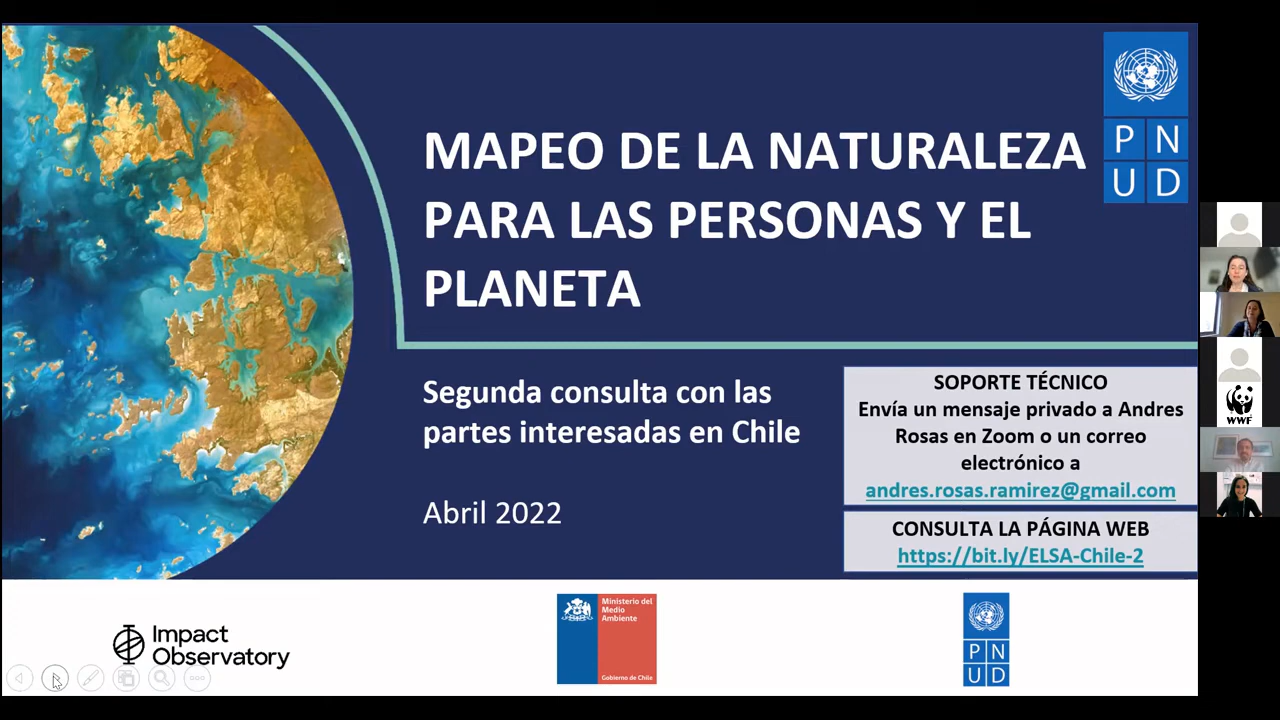 MAPEO DE LA NATURALEZA
PARA LAS PERSONAS Y EL
PLANETA
P N
U D
Segunda consulta con las
partes interesadas en Chile
Abril 2022
SOPORTE TÉCNICO
Envía un mensaje privado a Andres
Rosas en Zoom o un correo
electrónico a
andres.rosas.ramirez@gmail.com
CONSULTA LA PÁGINA WEB
https://bit.ly/ELSA-Chile-2
Impact
Observatory
Ministerio del
Medio
Ambiente
Gobierno de Chile
P N
U D
WWF